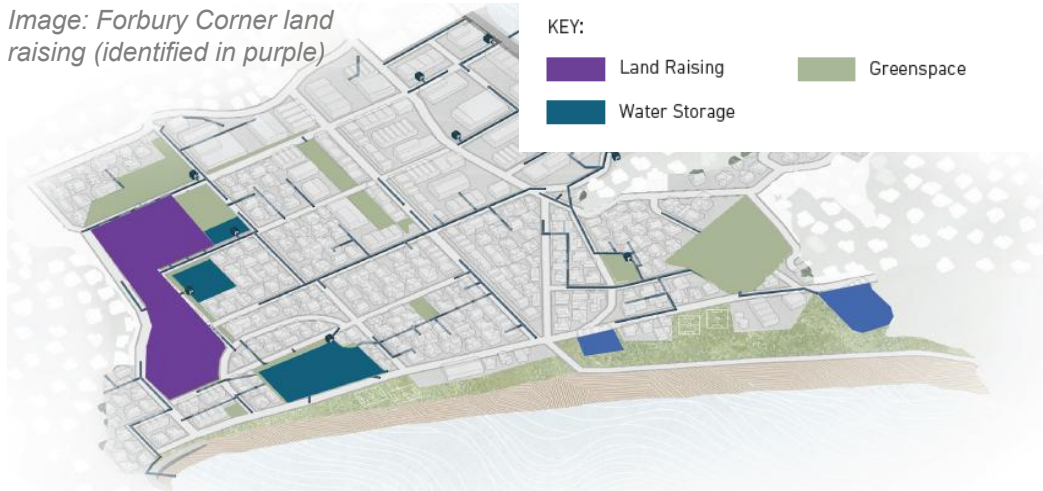 Image: Forbury Corner land
raising (identified in purple)
KEY:
Land Raising
Greenspace
Water Storage